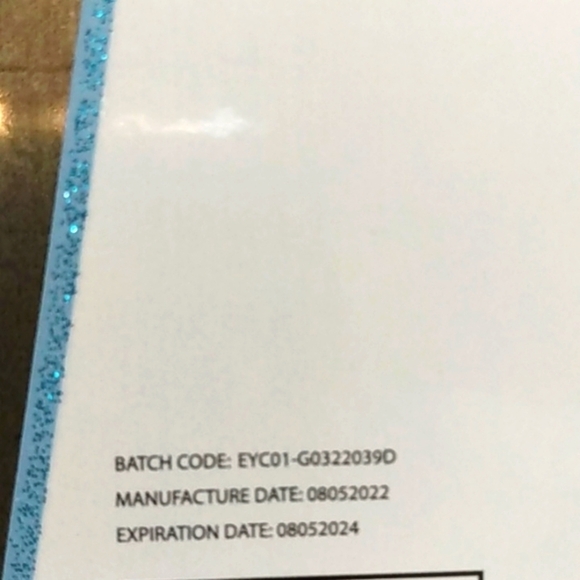 BATCH CODE: EYC01-G0322039D
MANUFACTURE DATE: 08052022
EXPIRATION DATE: 08052024